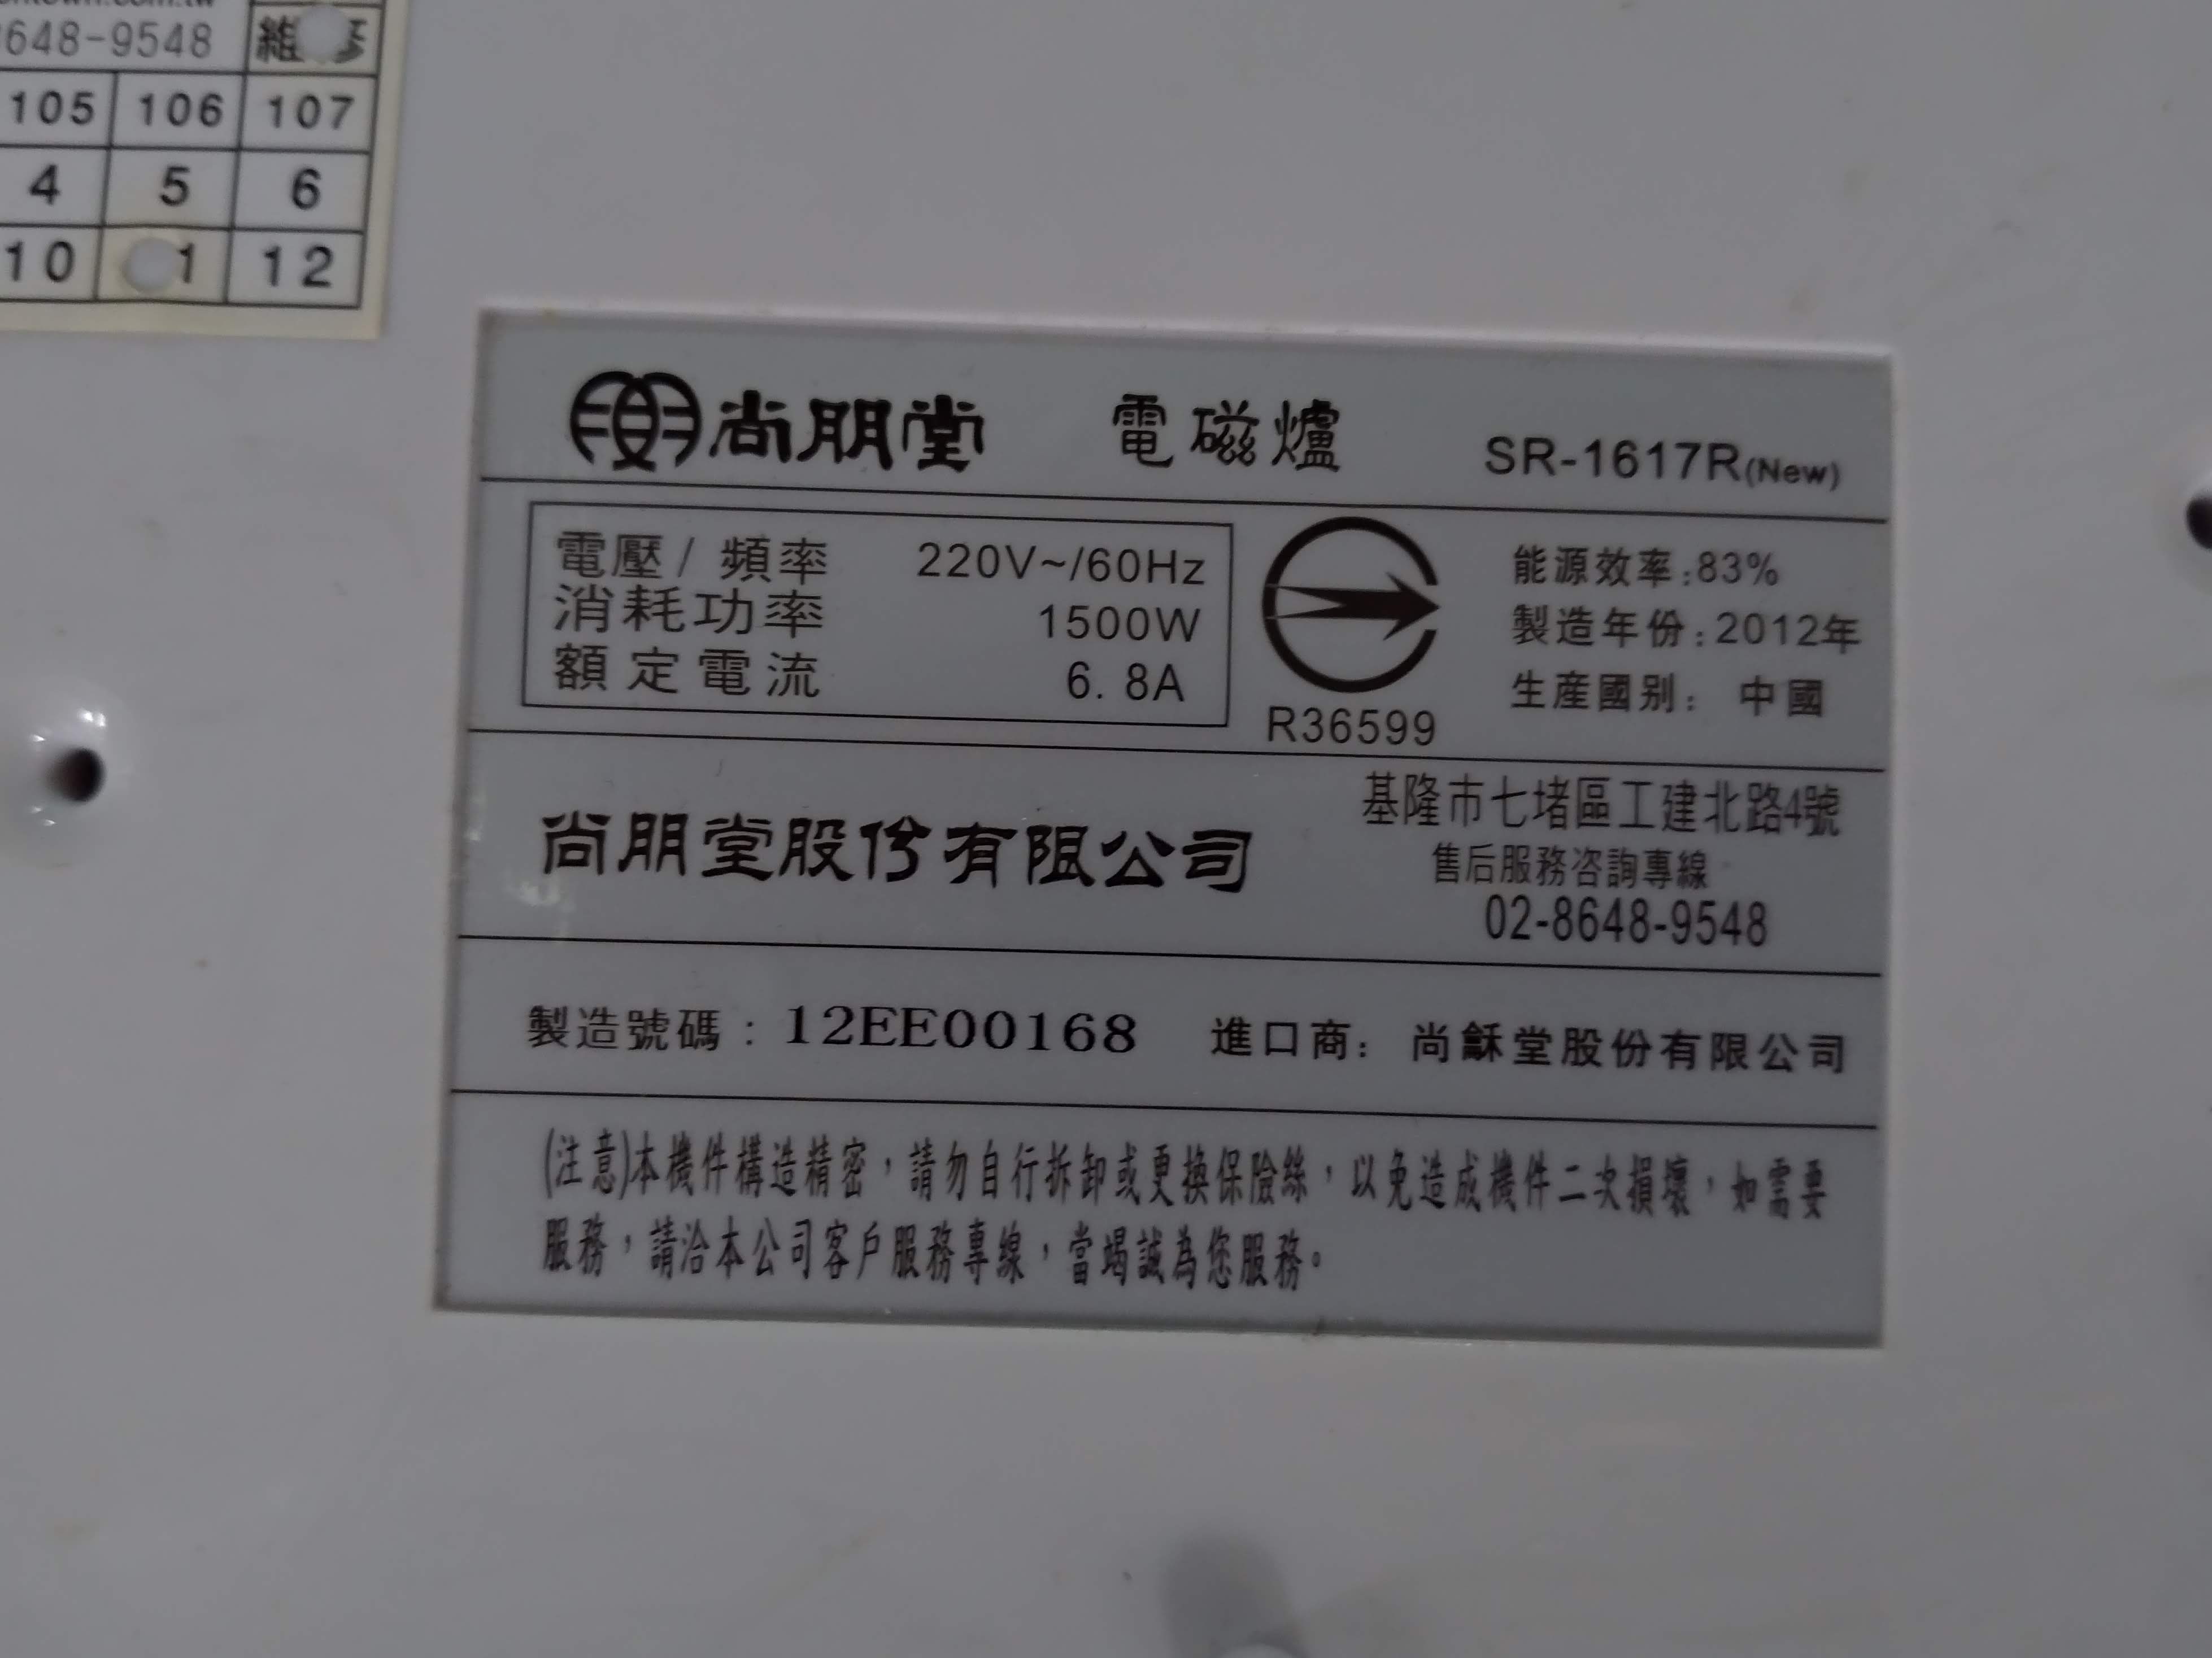 648-9548
105 106 107
4 5 6
10 12
尚朋堂 電磁爐 SR-1617R(New)
電壓/ 頻率 220V~/60Hz
消耗功率 1500W
額定電流 6.8A
R36599
能源效率:83%
製造年份:2012年
生產國别: 中國
尚朋堂股份有限公司
基隆市七堵區工建北路4號
售后服務咨詢專線
02-8648-9548
製造號碼:12EE00168 進口商: 尚龢堂股份有限公司
(注意)本機件構造精密,請勿自行拆卸或更換保險絲,以免造成機件二次損壞,如需要
服務,請洽本公司客戶服務專線,當竭誠為您服務。